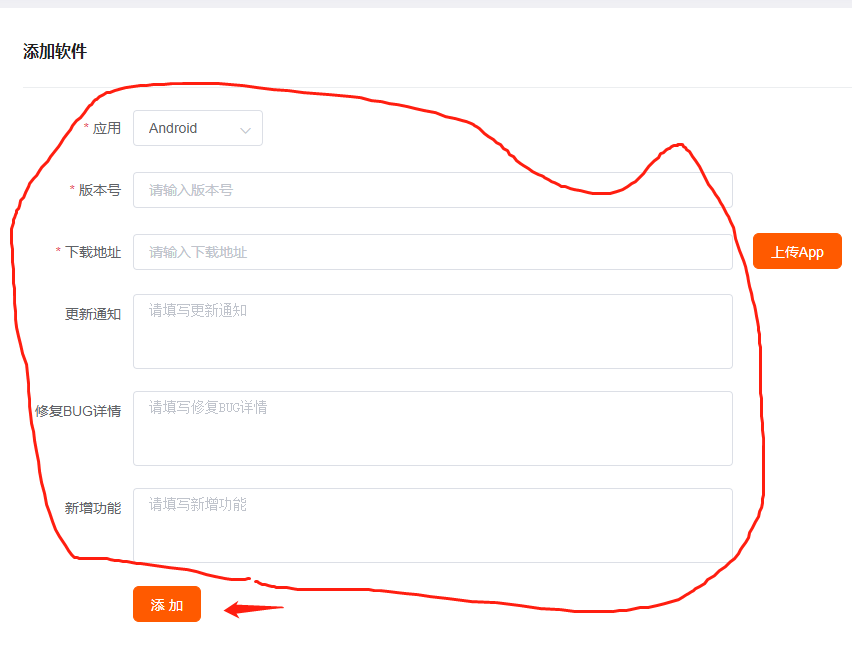 添加软件
* 应用 Android
* 版本号 请输入版本号
* 下载地址 请输入下载地址 上传App
更新通知 请填写更新通知
修复BUG详情 请填写修复BUG详情
新增功能 请填写新增功能
添 加